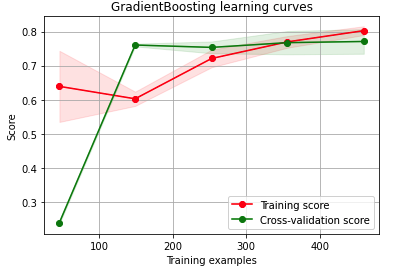 GradientBoosting learning curves
0.8
0.7
0.6
0.5
0.4
0.3
Score
100 200 300 400
Training examples
Training score
Cross-validation score